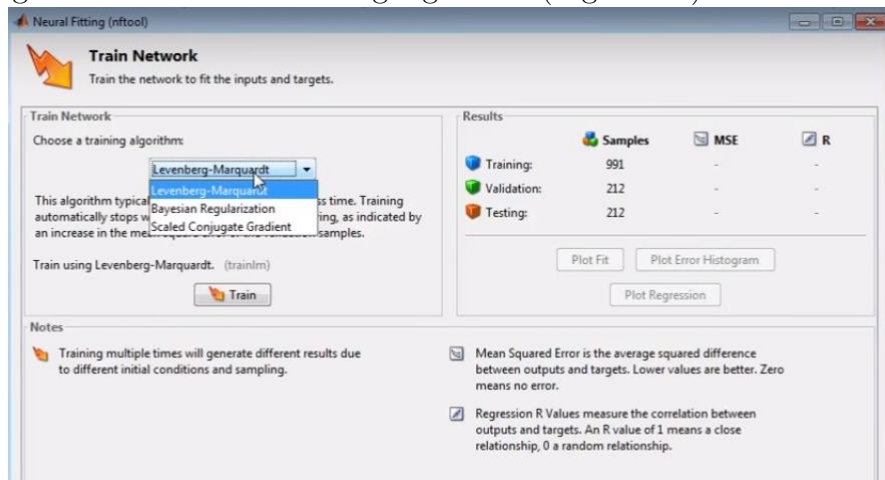 Neural Fitting (nftool)
Train Network
Train the network to fit the inputs and targets.
Train Network
Choose a training algorithm:
Levenberg-Marquardt
Levenberg-Marquardt
Bayesian Regularization
Scaled Conjugate Gradient
This algorithm typical s time. Training
automatically stops w ring, as indicated by
an increase in the samples.
Train using Levenberg-Marquardt. (trainlm)
Train
Results
Samples MSE R
Training: 991 - -
Validation: 212 - -
Testing: 212 - -
Plot Fit Plot Error Histogram
Plot Regression
Notes
Training multiple times will generate different results due
to different initial conditions and sampling.
Mean Squared Error is the average squared difference
between outputs and targets. Lower values are better. Zero
means no error.
Regression R Values measure the correlation between
outputs and targets. An R value of 1 means a close
relationship, 0 a random relationship.